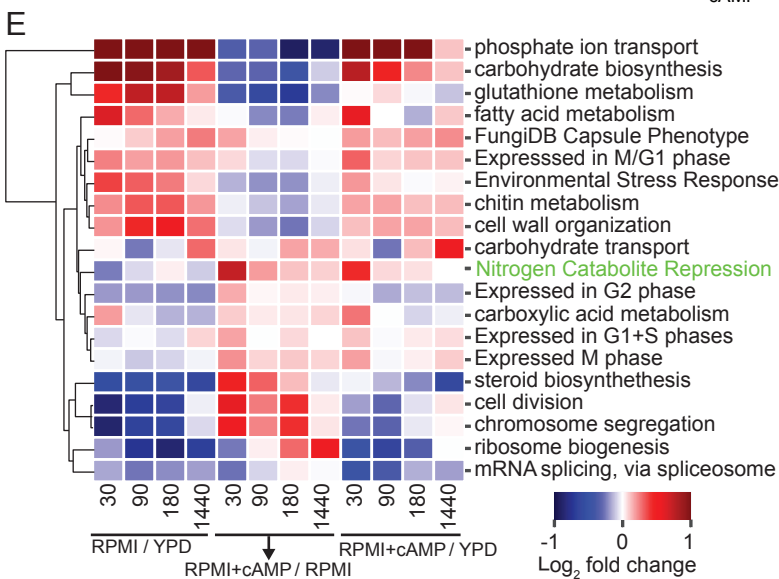 cAMP
E
phosphate ion transport
carbohydrate biosynthesis
glutathione metabolism
fatty acid metabolism
FungiDB Capsule Phenotype
Expresssed in M/G1 phase
Environmental Stress Response
chitin metabolism
cell wall organization
carbohydrate transport
Nitrogen Catabolite Repression
Expressed in G2 phase
carboxylic acid metabolism
Expressed in G1+S phases
Expressed M phase
steroid biosynthethesis
cell division
chromosome segregation
ribosome biogenesis
mRNA splicing, via spliceosome
30 90 180 1440 30 90 180 1440 30 90 180 1440
RPMI / YPD
RPMI+cAMP / RPMI
RPMI+cAMP / YPD
-1 0 1
Log2 fold change